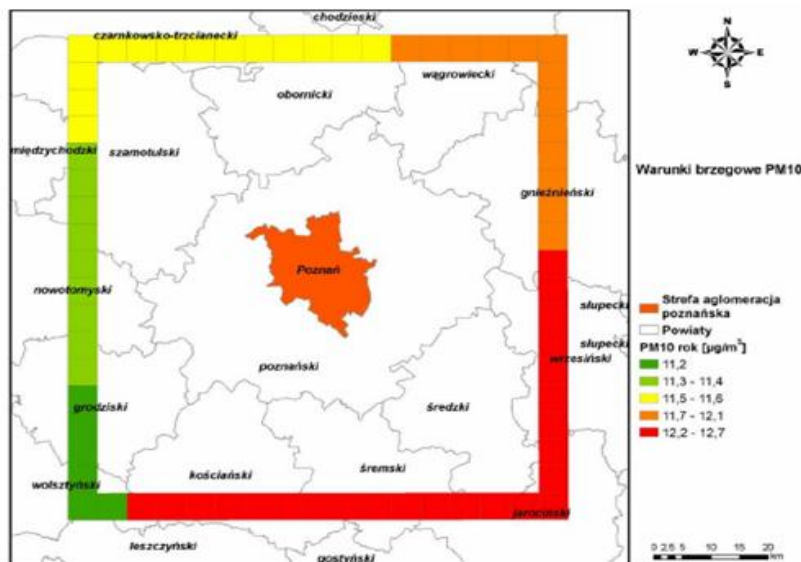 chodzieski
czarnkowsko-trzcianecki
N
W E
S
wągrowiecki
obornicki
międzychodzki
szamotulski
Warunki brzegowe PM10
gnieźnieński
Poznań
nowotomyski
słupecki
Strefa aglomeracja
poznańska
Powiaty
słupecki
PM10 rok [µg/m³]
wrzesiński
poznański
11,2
11,3 - 11,4
11,5 - 11,6
11,7 - 12,1
12,2 - 12,7
grodziski
średzki
kościański
śremski
wolsztyński
jarociński
leszczyński
gostyński
0 2,5 5 10 15 20
km